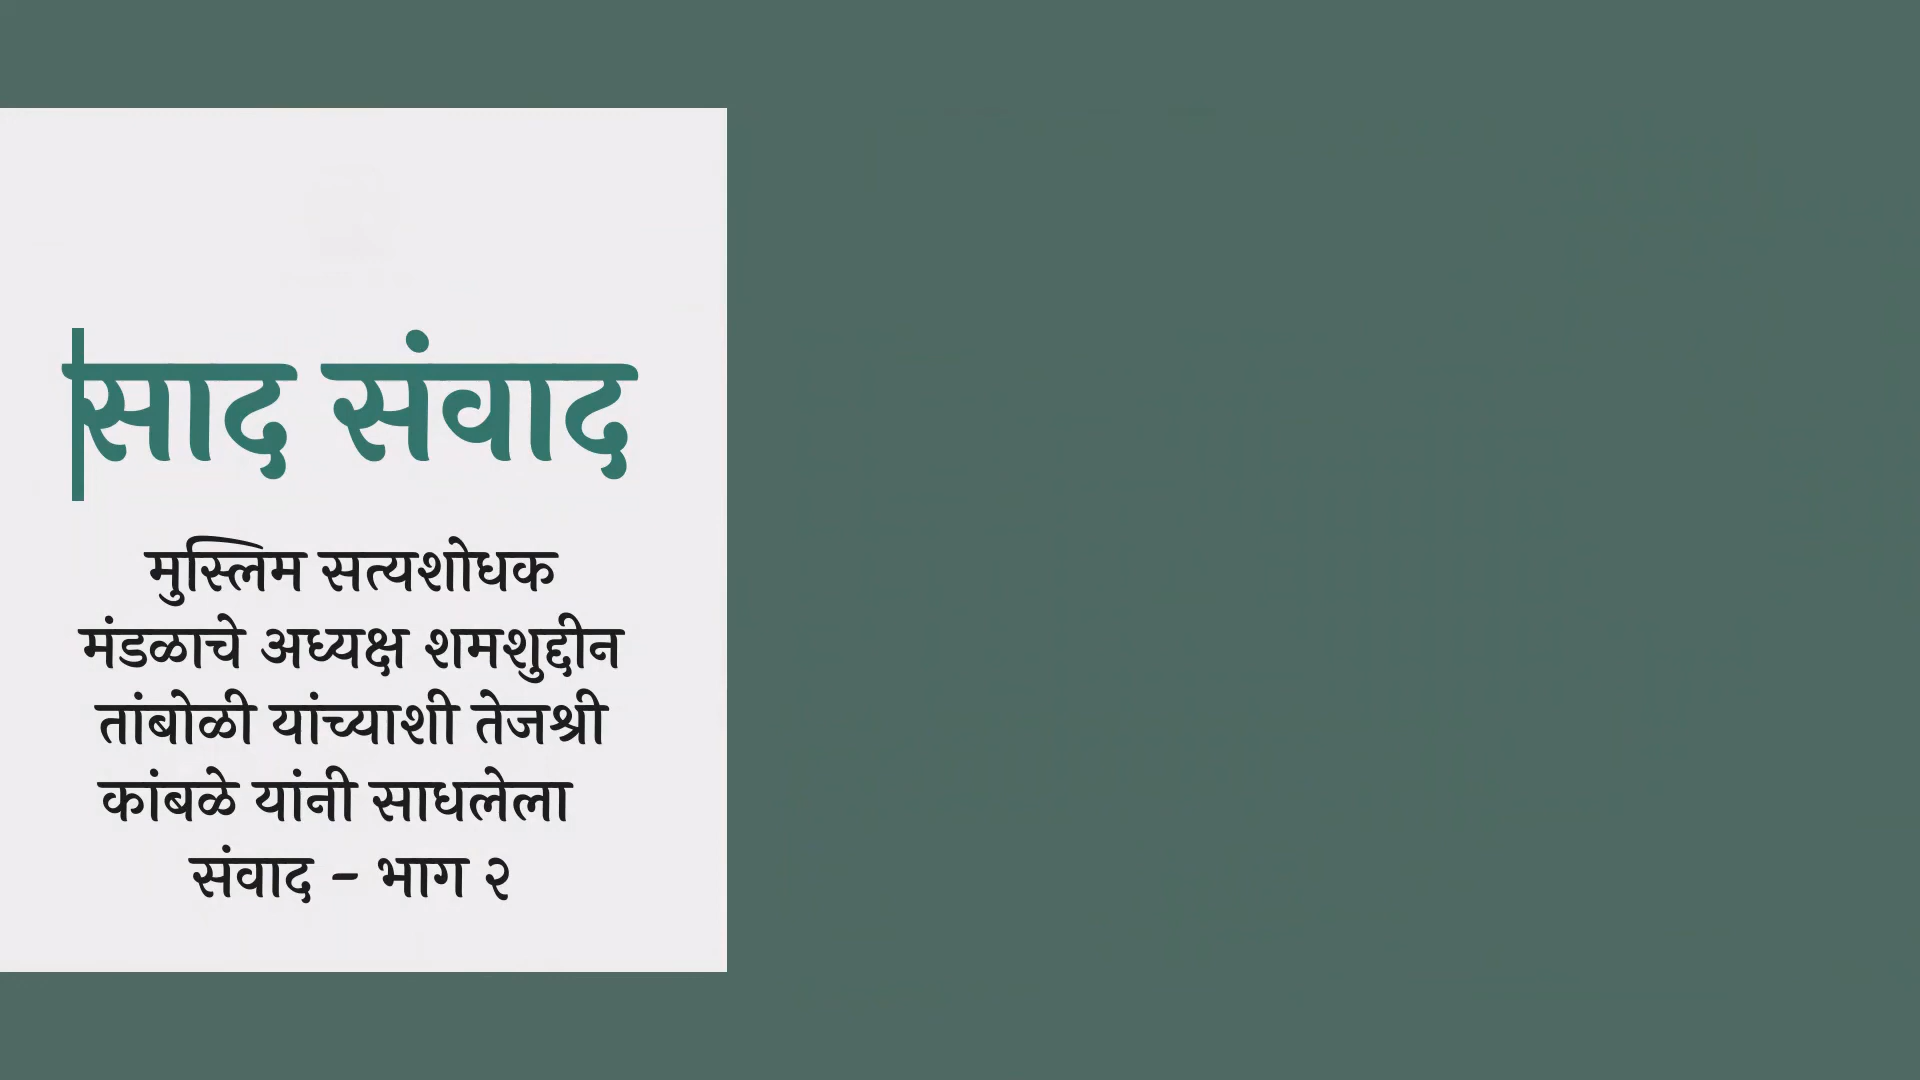 साद संवाद
मुस्लिम सत्यशोधक
मंडळाचे अध्यक्ष शमशुद्दीन
तांबोळी यांच्याशी तेजश्री
कांबळे यांनी साधलेला
संवाद – भाग २